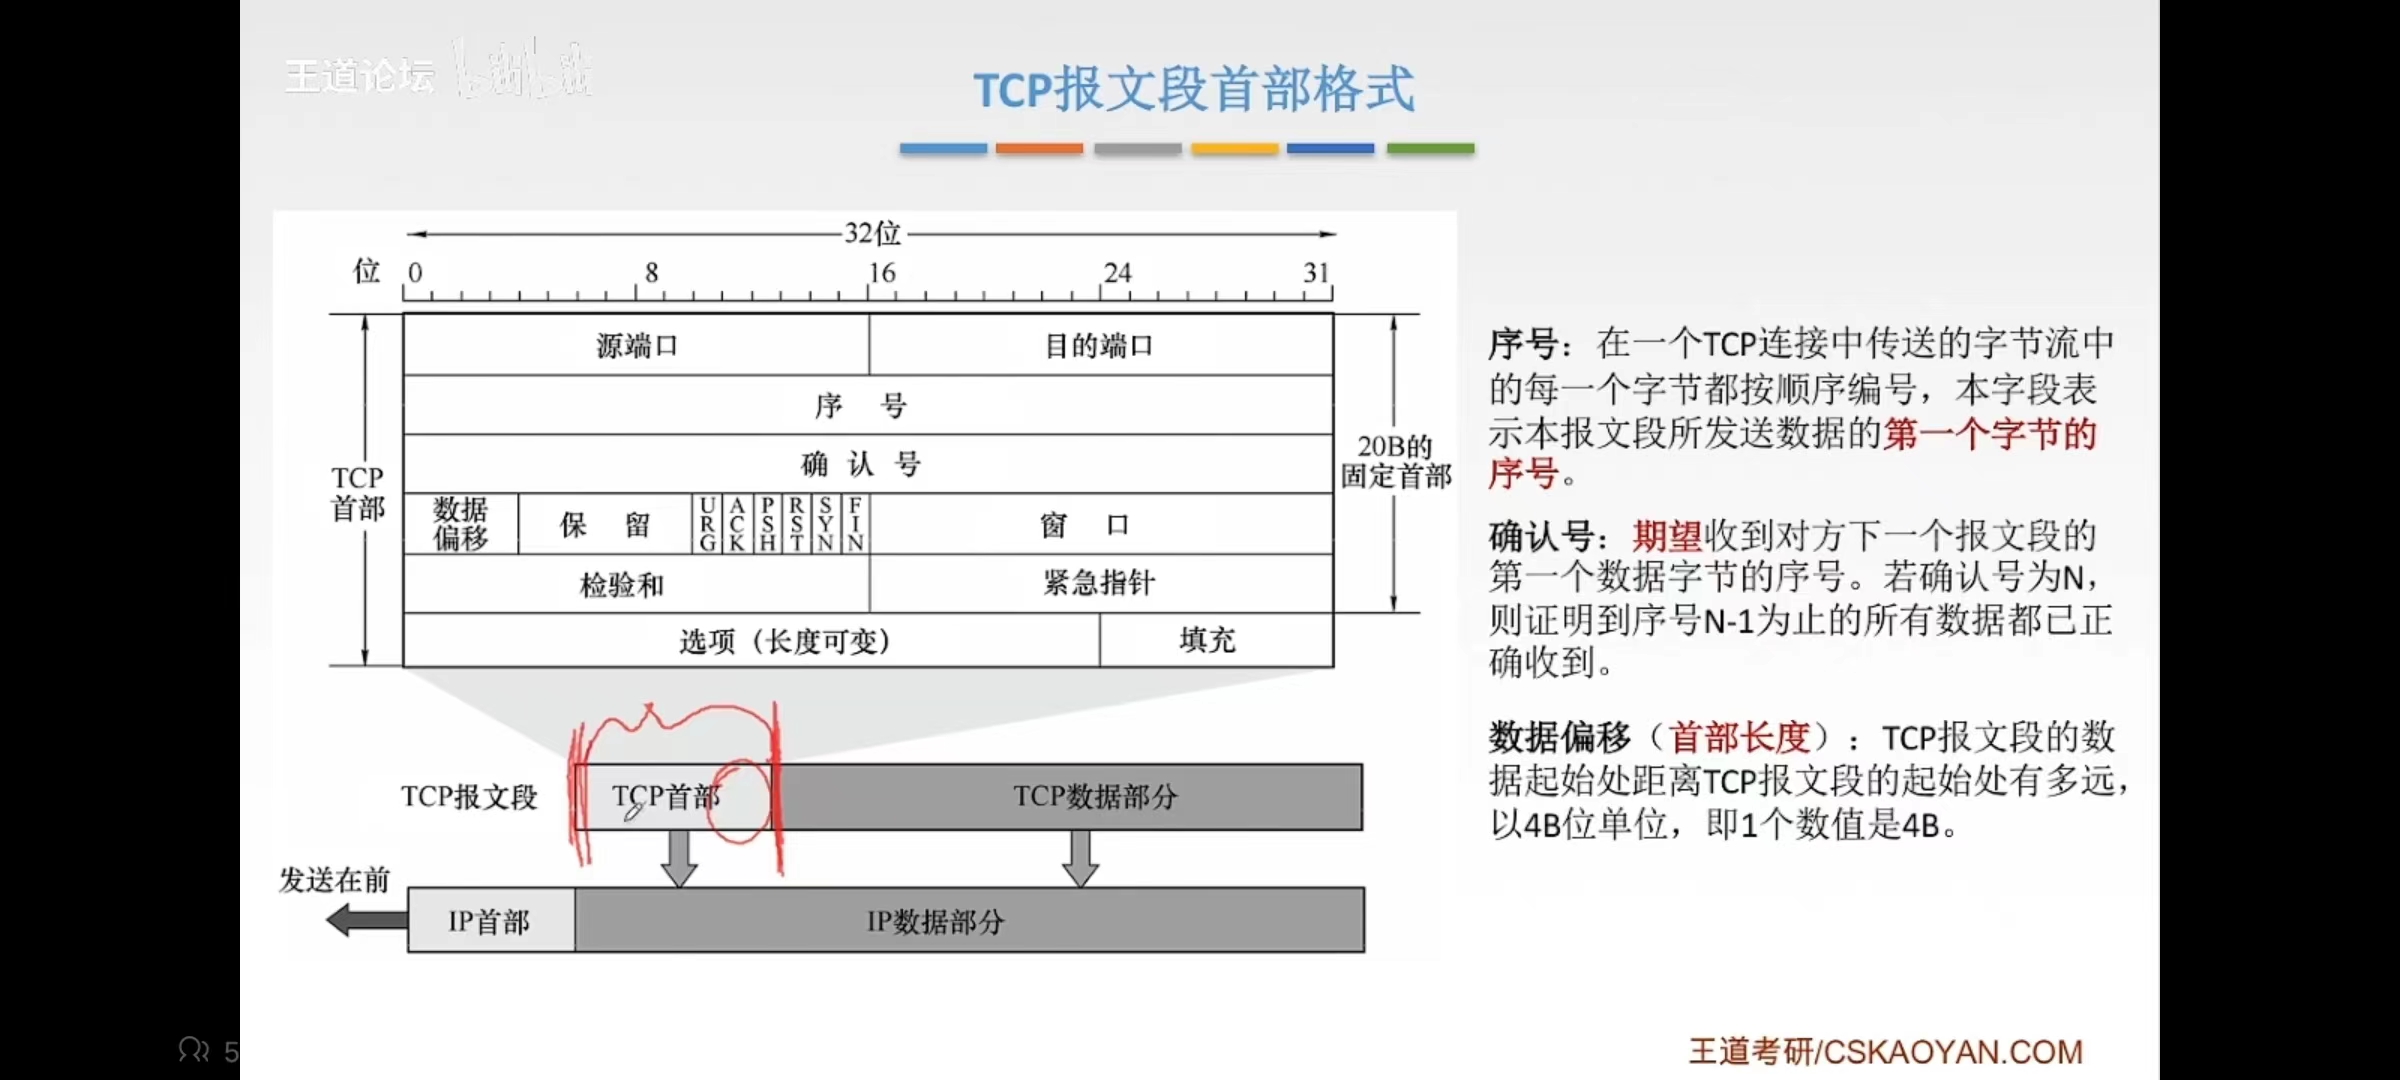 王道论坛 bilibili
TCP报文段首部格式
32位
位 0 8 16 24 31
源端口 目的端口
序 号
确 认 号
数据
偏移
保 留
URG ACK PSH RST SYN FIN
窗 口
检验和 紧急指针
选项（长度可变） 填充
TCP
首部
20B的
固定首部
TCP报文段 TCP首部 TCP数据部分
发送在前
IP首部 IP数据部分
序号：在一个TCP连接中传送的字节流中
的每一个字节都按顺序编号，本字段表
示本报文段所发送数据的第一个字节的
序号。
确认号：期望收到对方下一个报文段的
第一个数据字节的序号。若确认号为N，
则证明到序号N-1为止的所有数据都已正
确收到。
数据偏移（首部长度）：TCP报文段的数
据起始处距离TCP报文段的起始处有多远，
以4B位单位，即1个数值是4B。
5
王道考研/CSKAOYAN.COM